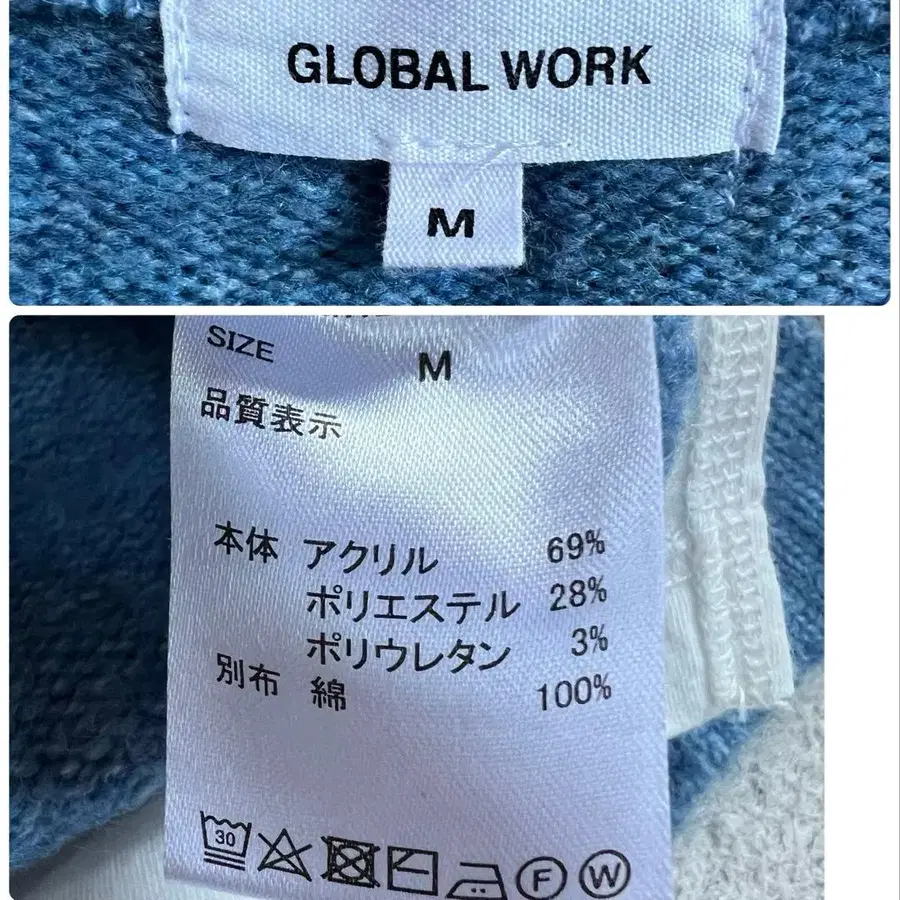 GLOBAL WORK
M
SIZE M
品質表示
本体 アクリル 69%
ポリエステル 28%
ポリウレタン 3%
別布 綿 100%
30 F W